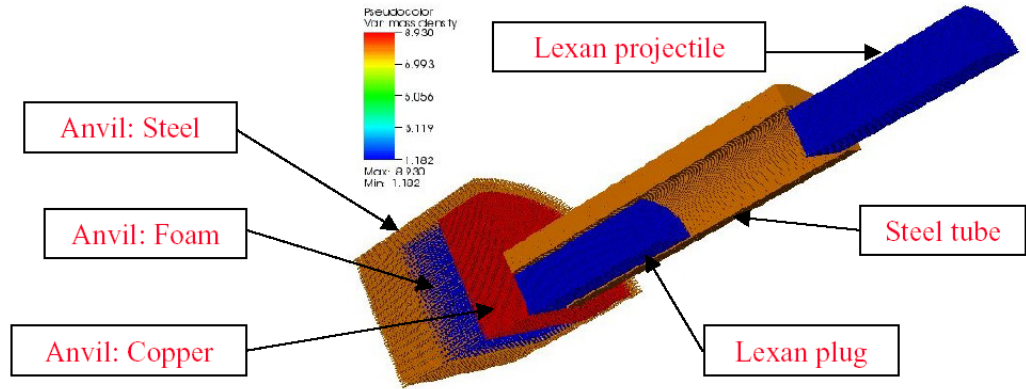 Pseudocolor
Var: mass density
8.930
6.993
5.056
3.119
1.182
Max: 8.930
Min: 1.182
Lexan projectile
Anvil: Steel
Anvil: Foam
Steel tube
Anvil: Copper
Lexan plug